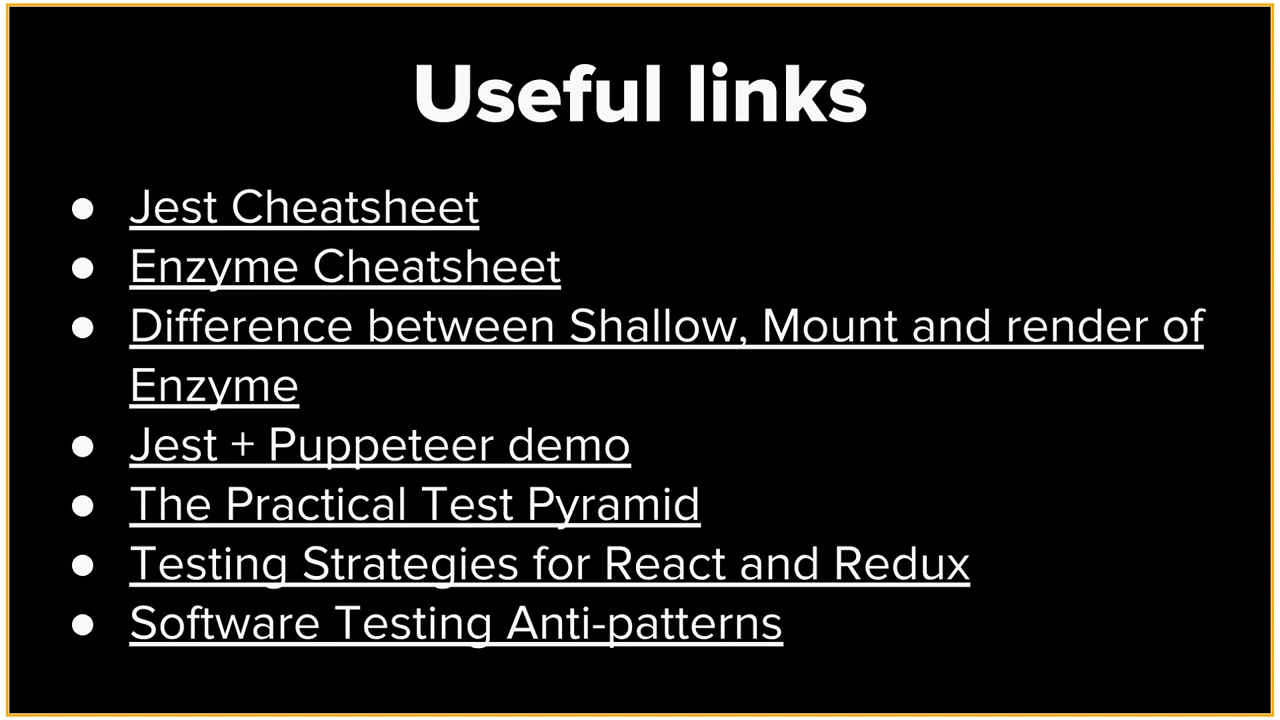 Useful links
● Jest Cheatsheet
● Enzyme Cheatsheet
● Difference between Shallow, Mount and render of
Enzyme
● Jest + Puppeteer demo
● The Practical Test Pyramid
● Testing Strategies for React and Redux
● Software Testing Anti-patterns